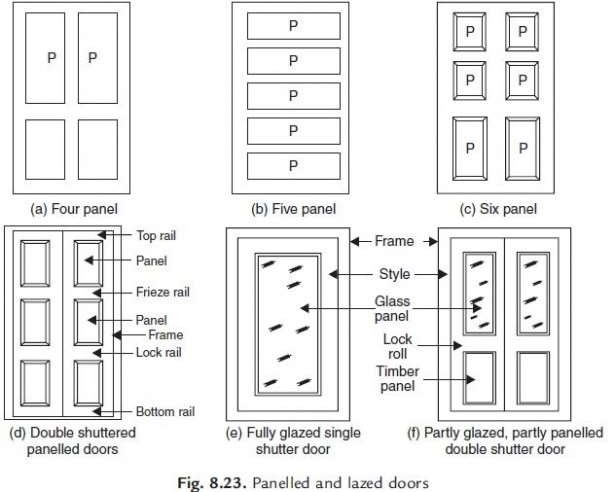 P P
P
P
P
P
P
P P
P P
P P
(a) Four panel
(b) Five panel
(c) Six panel
Top rail
Panel
Frieze rail
Panel
Frame
Lock rail
Bottom rail
(d) Double shuttered
panelled doors
Frame
Style
Glass
panel
Lock
roll
Timber
panel
(e) Fully glazed single
shutter door
(f) Partly glazed, partly panelled
double shutter door
Fig. 8.23. Panelled and lazed doors